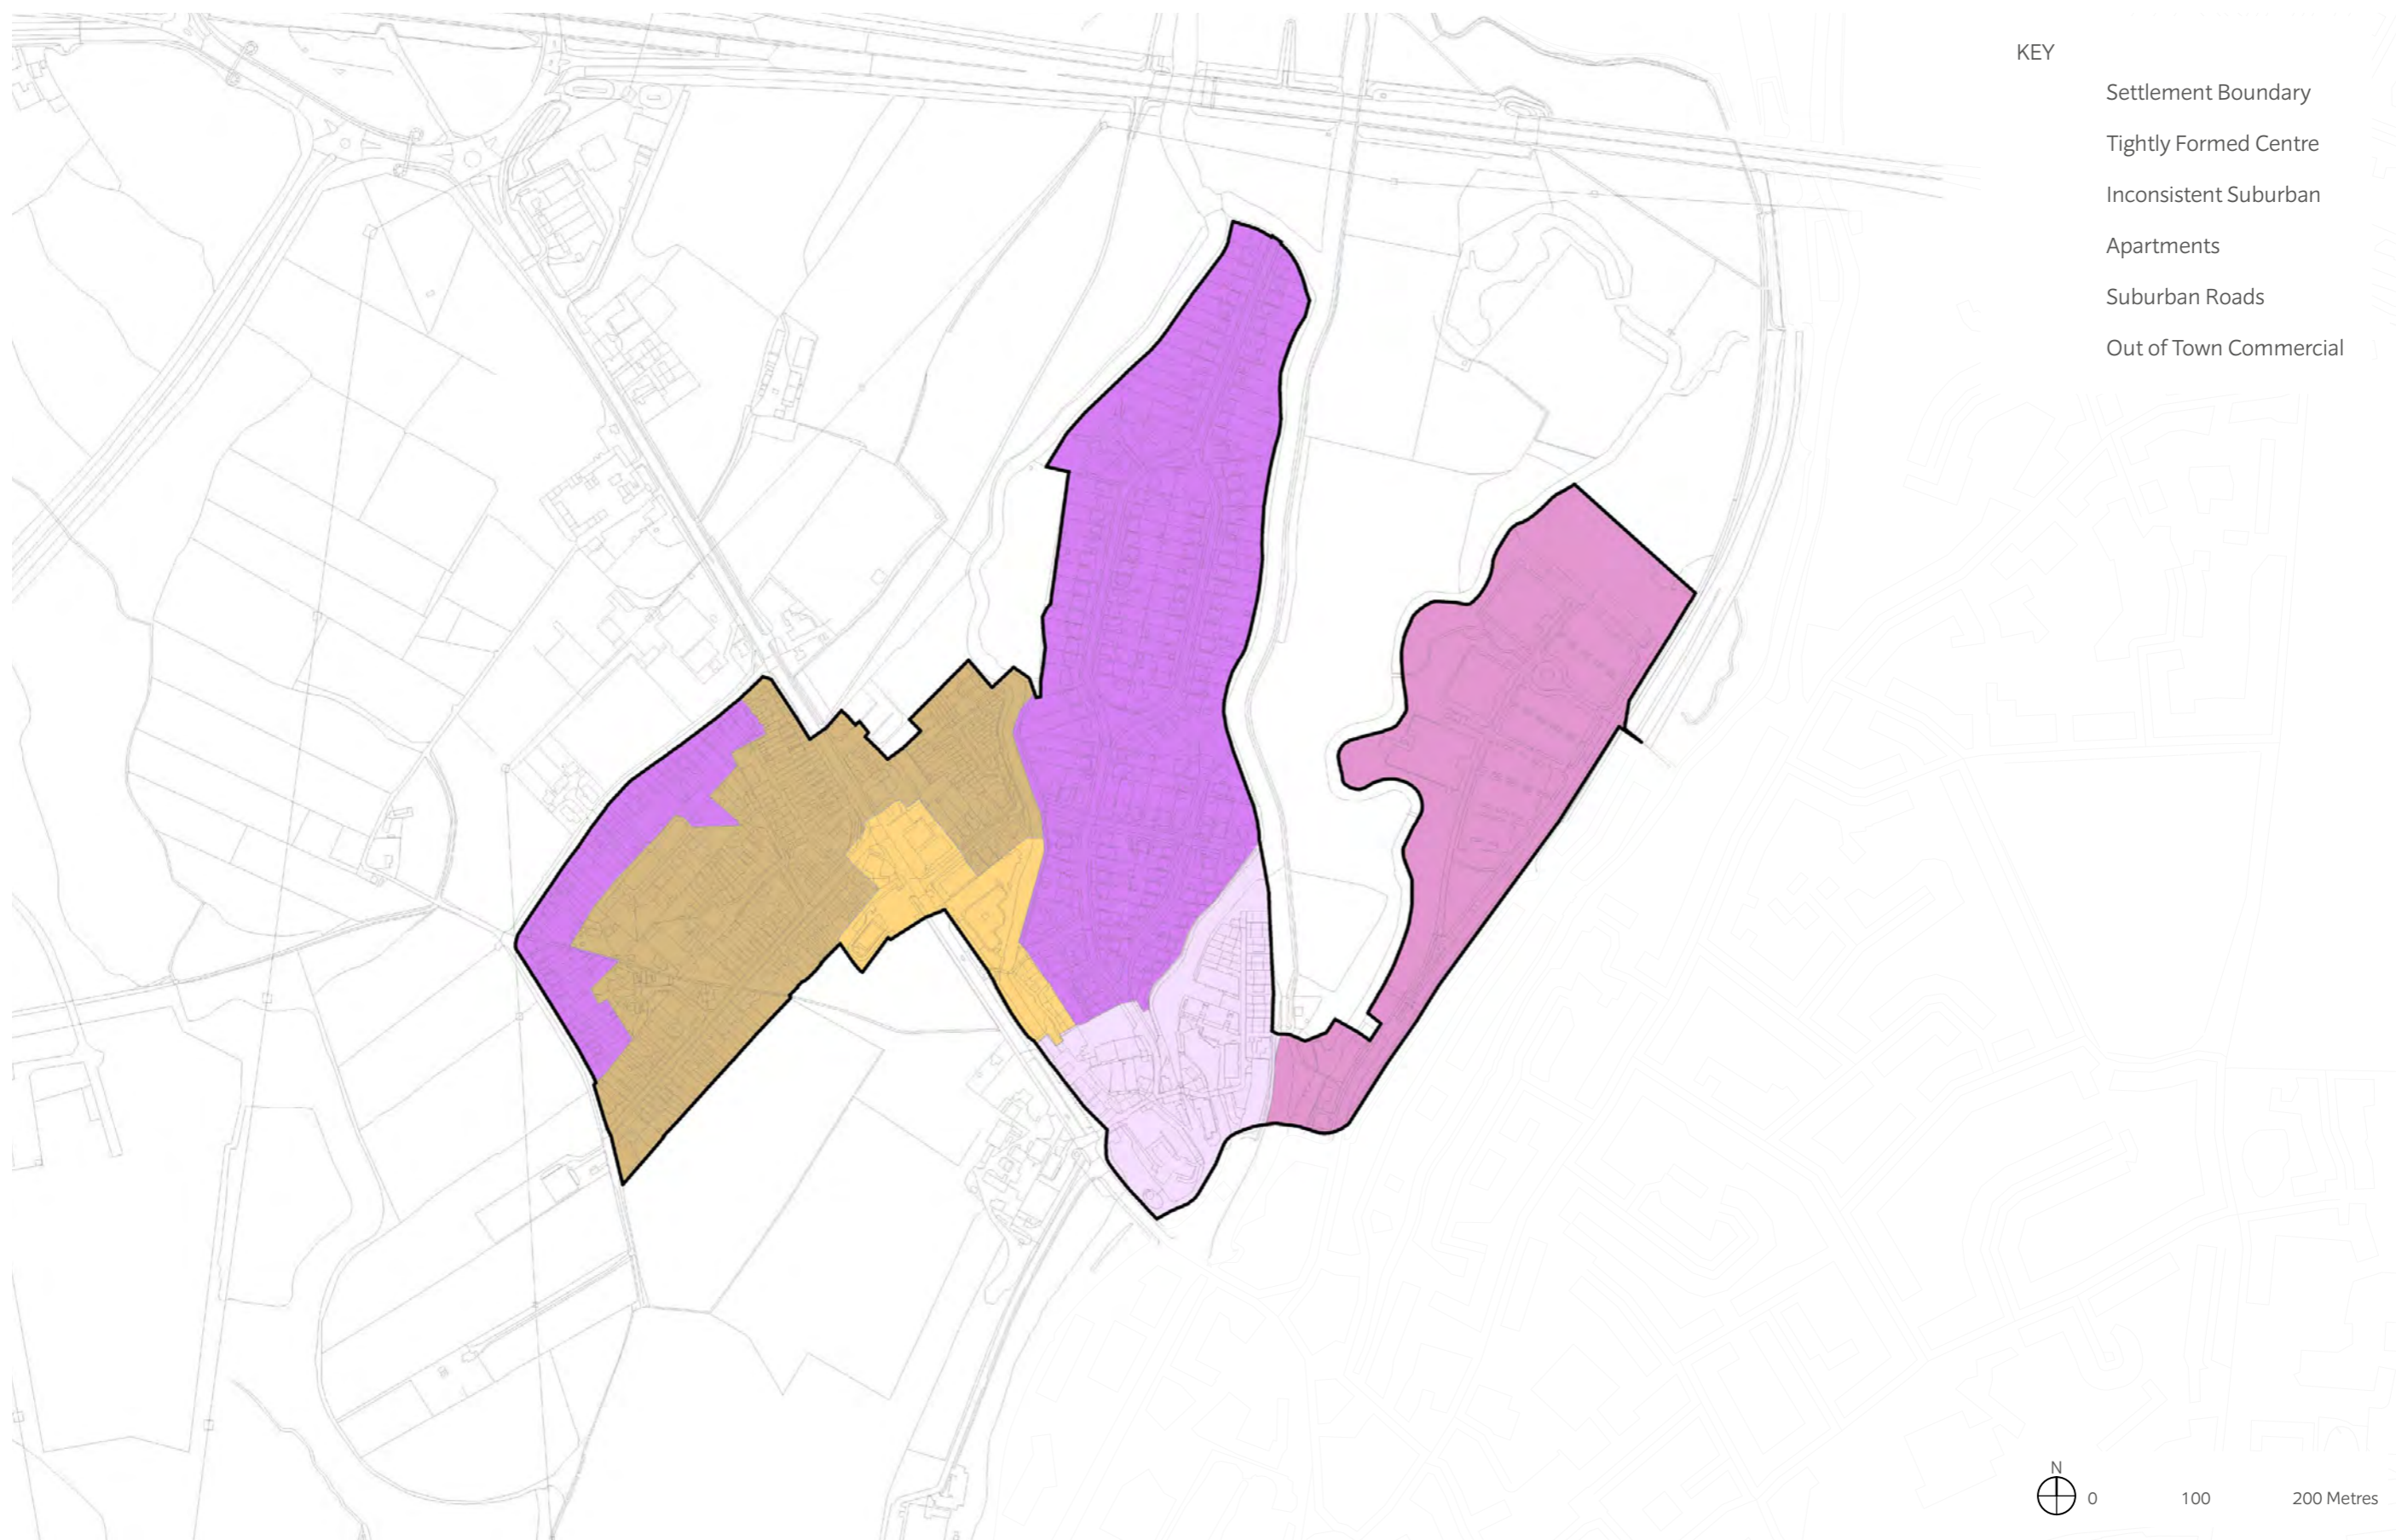 KEY
Settlement Boundary
Tightly Formed Centre
Inconsistent Suburban
Apartments
Suburban Roads
Out of Town Commercial
N
0 100 200 Metres